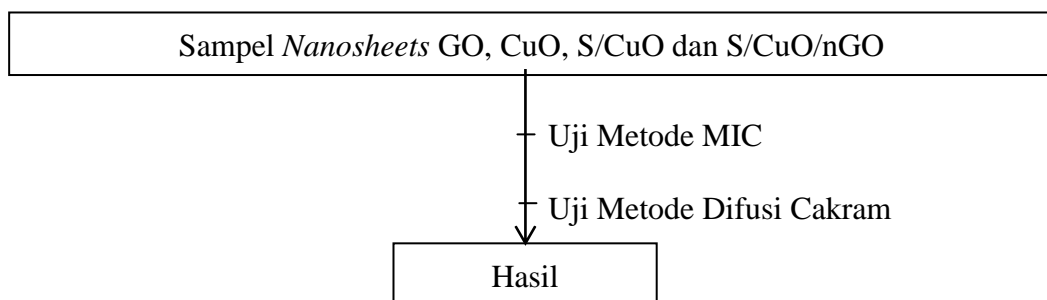 Sampel Nanosheets GO, CuO, S/CuO dan S/CuO/nGO
Uji Metode MIC
Uji Metode Difusi Cakram
Hasil